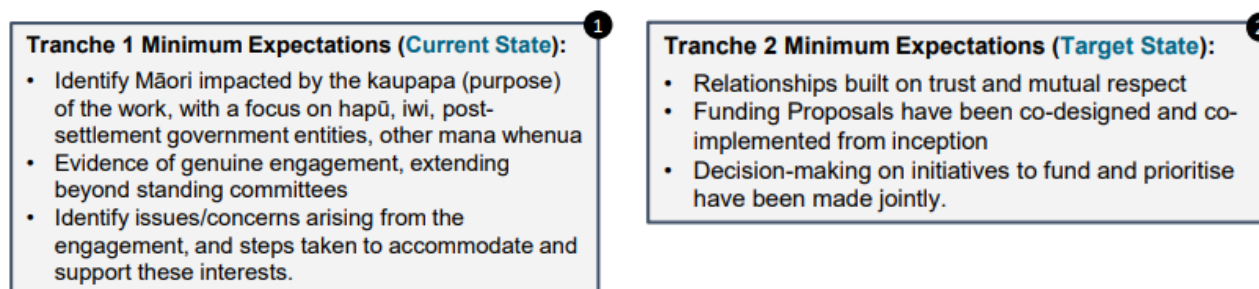 1
Tranche 1 Minimum Expectations (Current State):
• Identify Māori impacted by the kaupapa (purpose)
of the work, with a focus on hapū, iwi, post-
settlement government entities, other mana whenua
• Evidence of genuine engagement, extending
beyond standing committees
• Identify issues/concerns arising from the
engagement, and steps taken to accommodate and
support these interests.
Tranche 2 Minimum Expectations (Target State):
• Relationships built on trust and mutual respect
• Funding Proposals have been co-designed and co-
implemented from inception
• Decision-making on initiatives to fund and prioritise
have been made jointly.